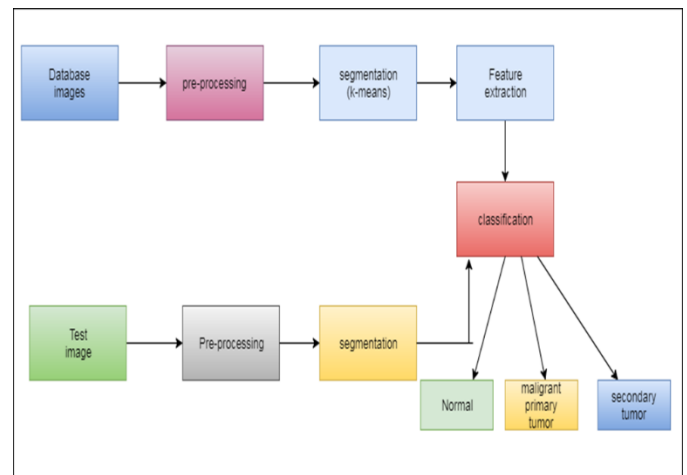 Database
images
pre-processing
segmentation
(k-means)
Feature
extraction
classification
Test
image
Pre-processing
segmentation
Normal
maligrant
primary
tumor
secondary
tumor